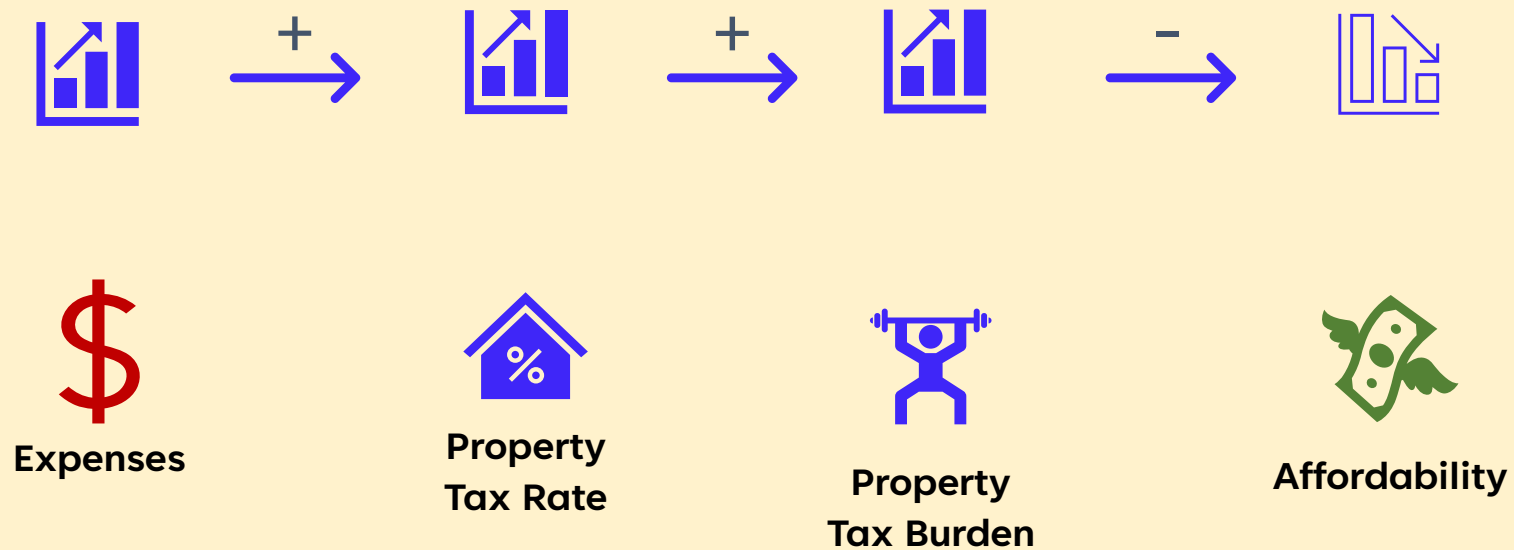 +
+
-
$
%
Expenses
Property
Tax Rate
Property
Tax Burden
Affordability